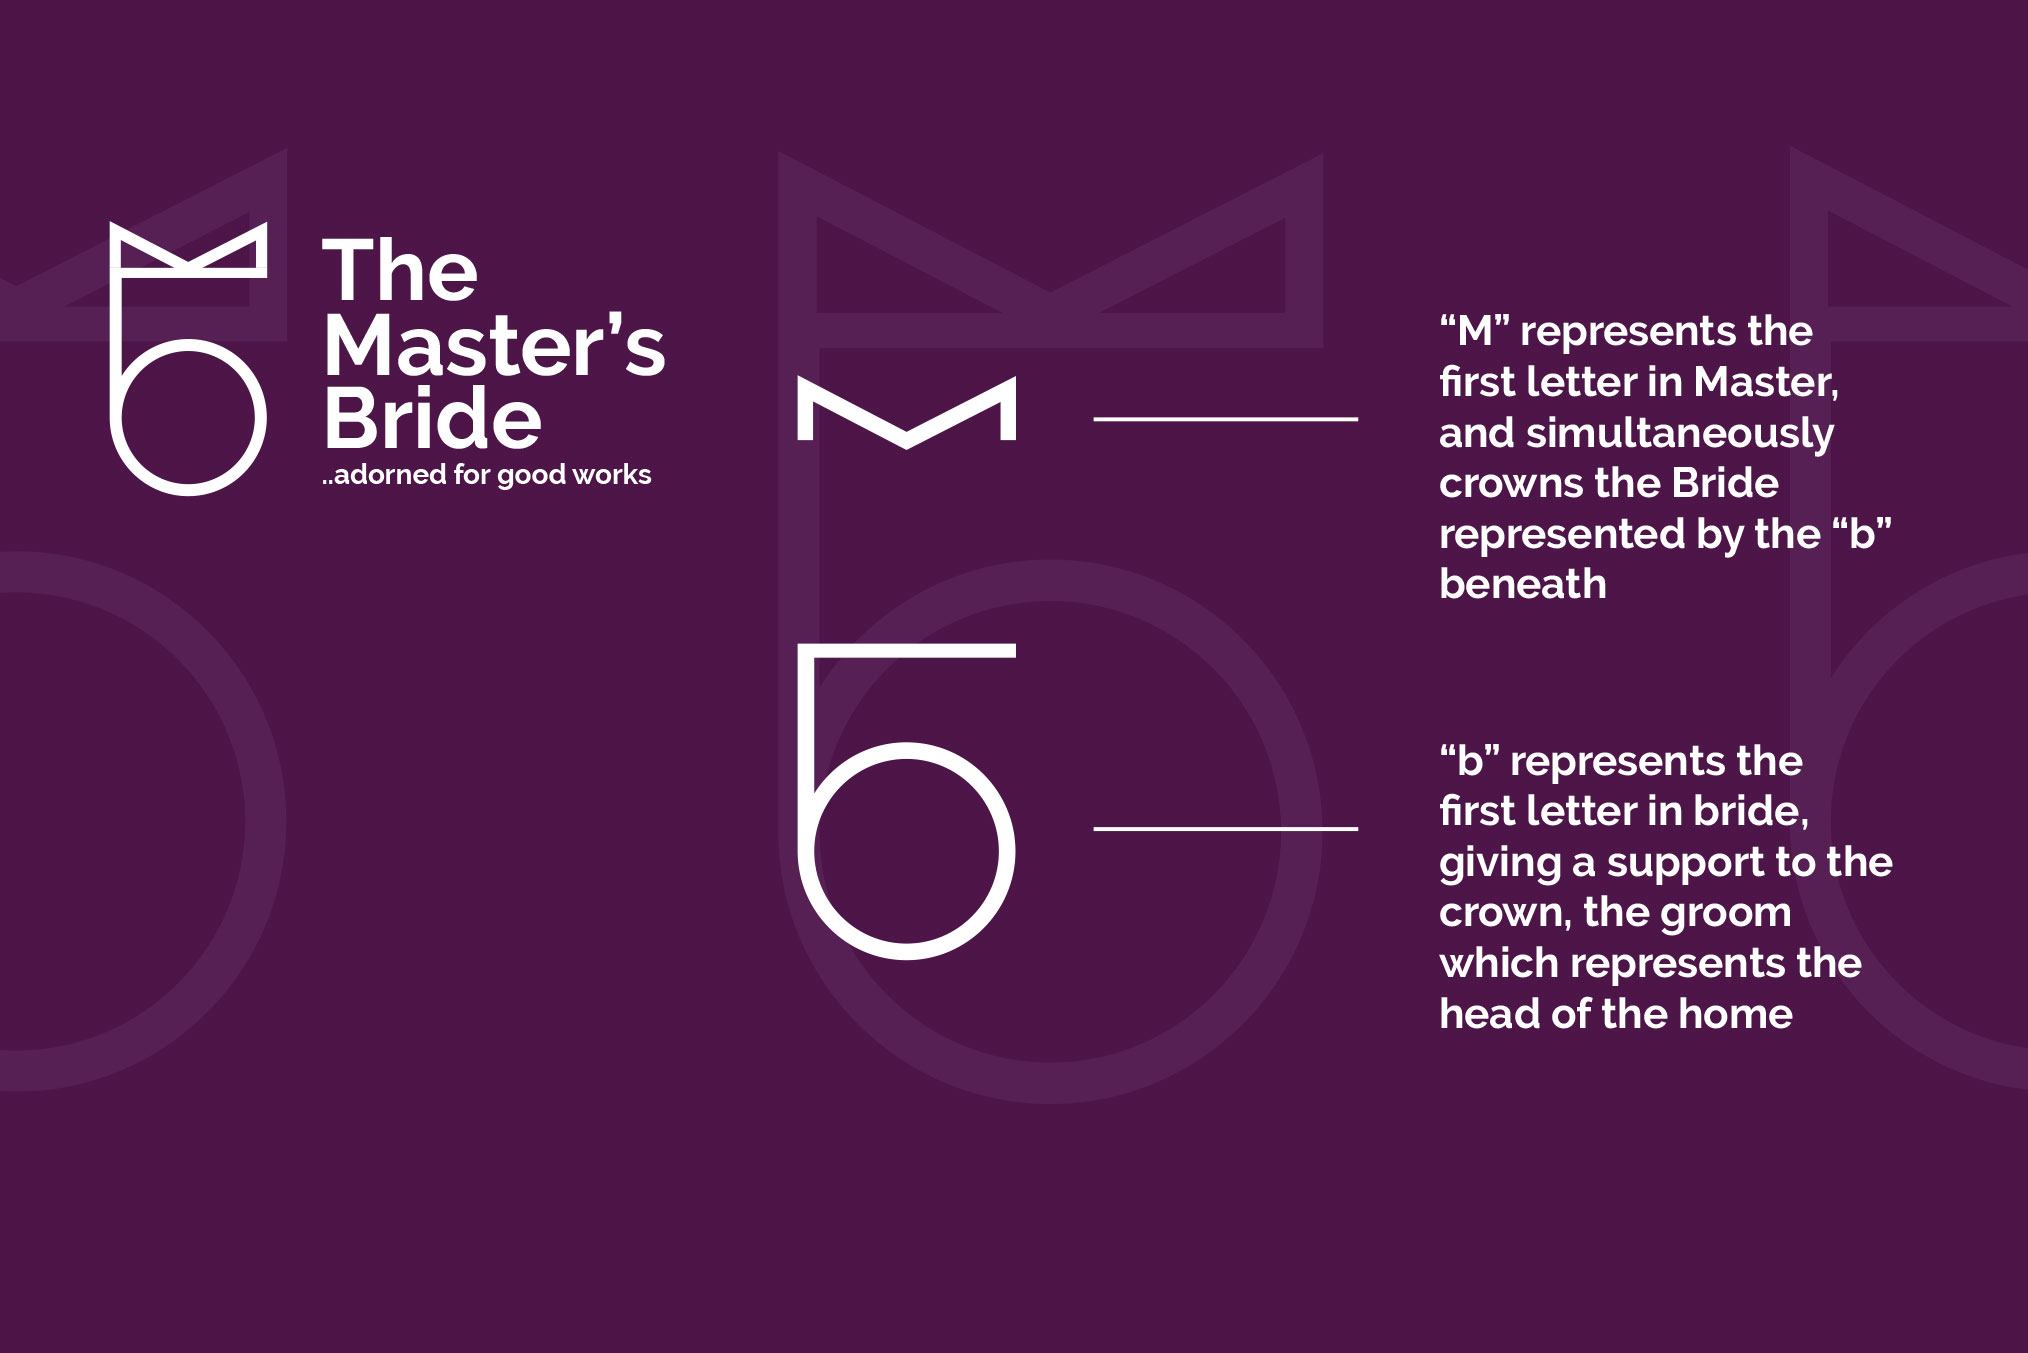 The
Master’s
Bride
..adorned for good works
“M” represents the
first letter in Master,
and simultaneously
crowns the Bride
represented by the “b”
beneath
“b” represents the
first letter in bride,
giving a support to the
crown, the groom
which represents the
head of the home